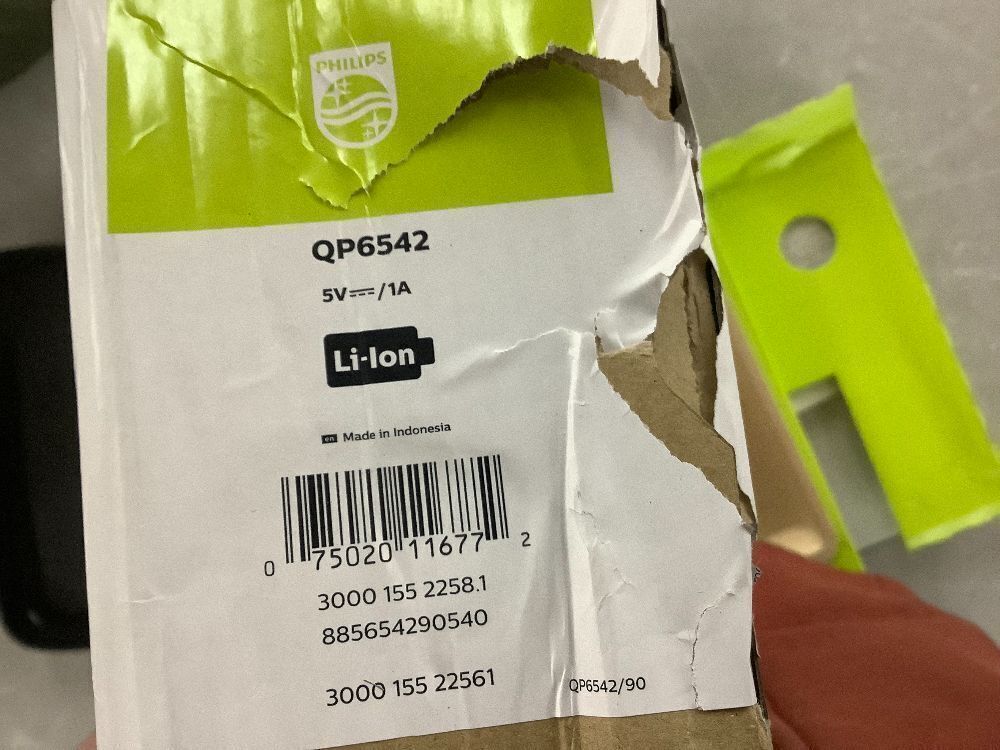 PHILIPS
QP6542
5V⎓/1A
Li-Ion
en Made in Indonesia
0 75020 11677 2
3000 155 2258.1
885654290540
3000 155 22561
QP6542/90